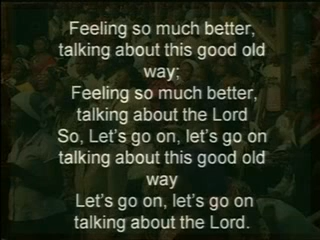 Feeling so much better,
talking about this good old
way;
Feeling so much better,
talking about the Lord
So, Let's go on, let's go on
talking about this good old
way
Let's go on, let's go on
talking about the Lord.